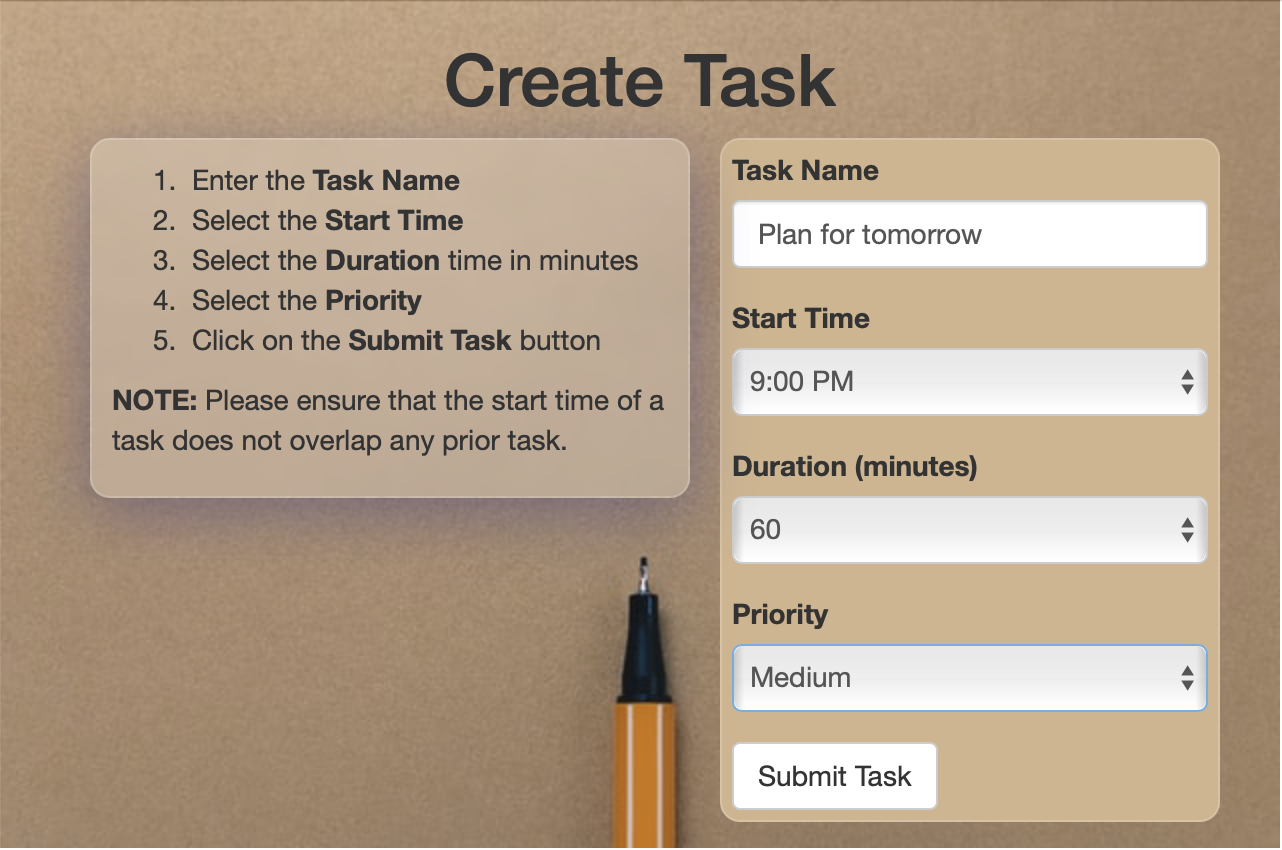 Create Task
1. Enter the Task Name
2. Select the Start Time
3. Select the Duration time in minutes
4. Select the Priority
5. Click on the Submit Task button
NOTE: Please ensure that the start time of a
task does not overlap any prior task.
Task Name
Plan for tomorrow
Start Time
9:00 PM
Duration (minutes)
60
Priority
Medium
Submit Task